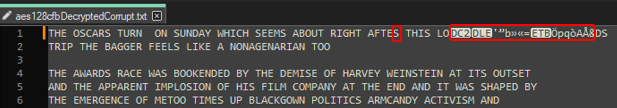 aes128cfbDecryptedCorrupt.txt
1 THE OSCARS TURN  ON SUNDAY WHICH SEEMS ABOUT RIGHT AFTES THIS LODC2DLE'"b»«=ETBÖpqòAÅ&DS
2 TRIP THE BAGGER FEELS LIKE A NONAGENARIAN TOO
3
4 THE AWARDS RACE WAS BOOKENDED BY THE DEMISE OF HARVEY WEINSTEIN AT ITS OUTSET
5 AND THE APPARENT IMPLOSION OF HIS FILM COMPANY AT THE END AND IT WAS SHAPED BY
6 THE EMERGENCE OF METOO TIMES UP BLACKGOWN POLITICS ARMCANDY ACTIVISM AND